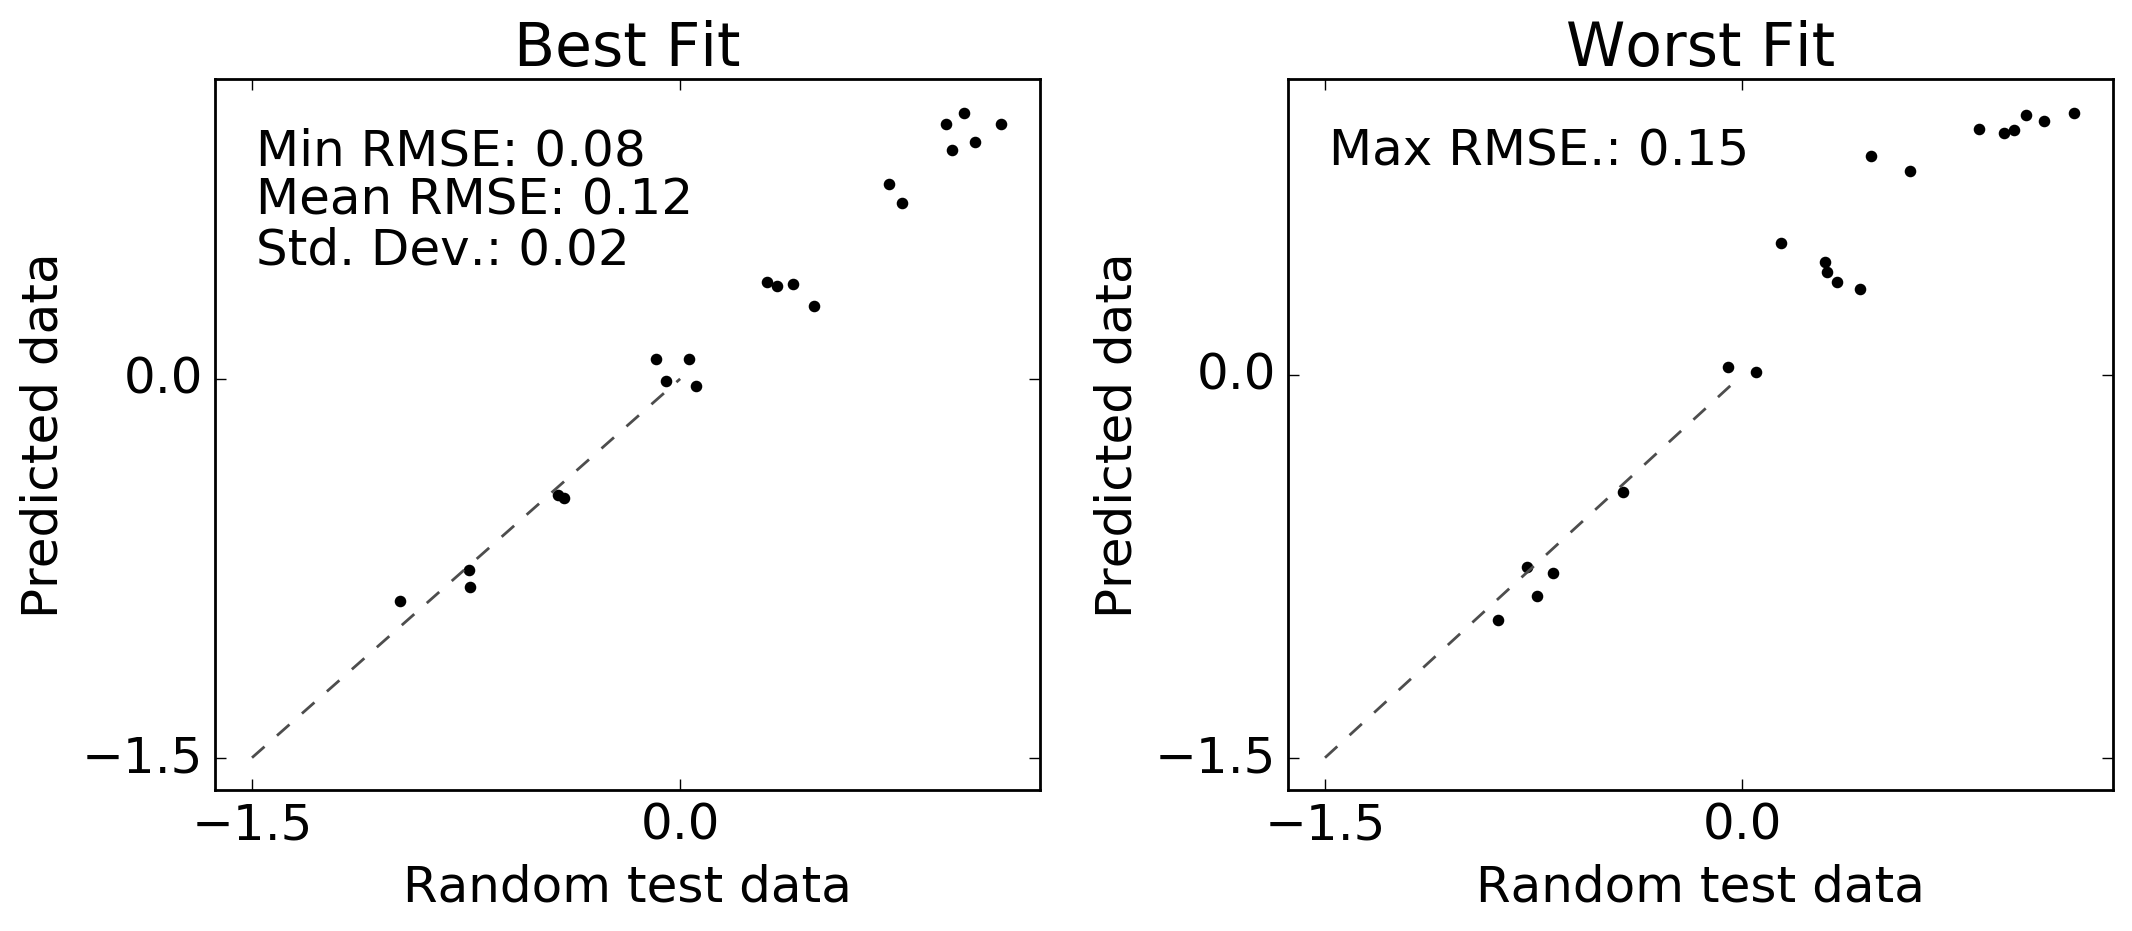 Best Fit
Min RMSE: 0.08
Mean RMSE: 0.12
Std. Dev.: 0.02
Predicted data
0.0
−1.5
−1.5
0.0
Random test data
Worst Fit
Max RMSE.: 0.15
Predicted data
0.0
−1.5
−1.5
0.0
Random test data